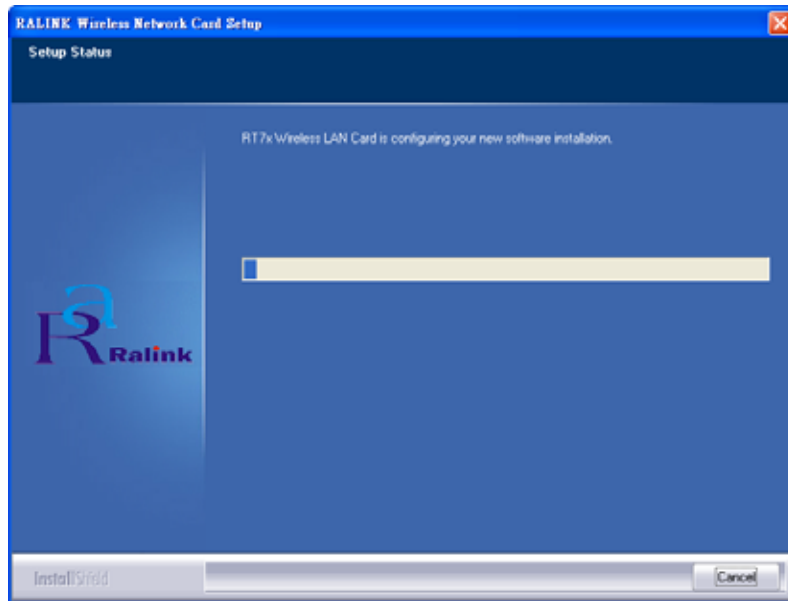 RALINK Wireless Network Card Setup
Setup Status
RT7x Wireless LAN Card is configuring your new software installation.
Ralink
InstallShield
Cancel